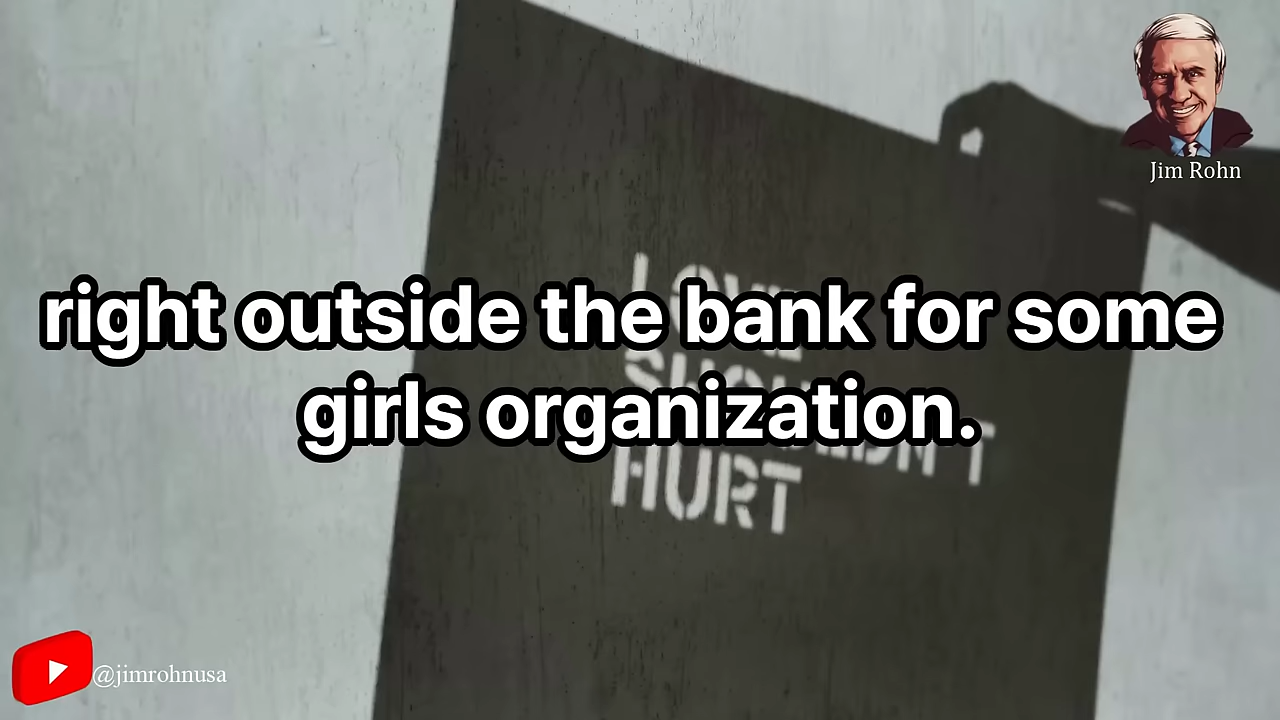 Jim Rohn
right outside the bank for some
girls organization.
HURT
@jimrohnusa